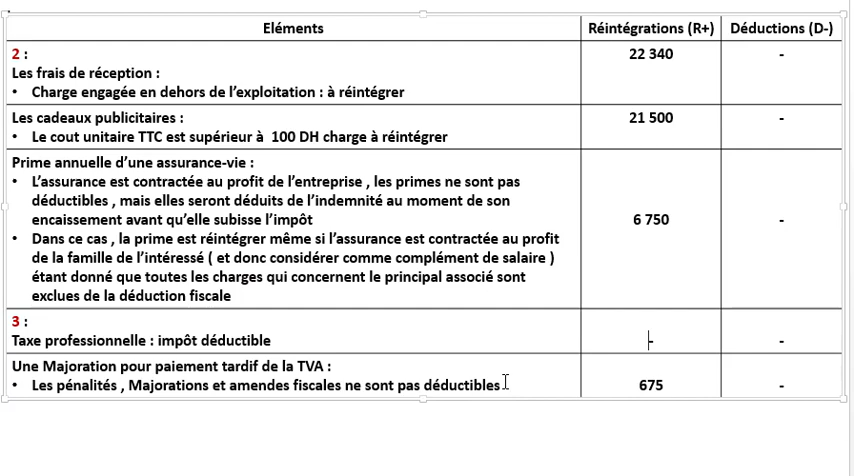 Eléments Réintégrations (R+) Déductions (D-)
2 : 22 340 -
Les frais de réception :
• Charge engagée en dehors de l'exploitation : à réintégrer
Les cadeaux publicitaires : 21 500 -
• Le cout unitaire TTC est supérieur à 100 DH charge à réintégrer
Prime annuelle d'une assurance-vie :
• L'assurance est contractée au profit de l'entreprise , les primes ne sont pas
déductibles , mais elles seront déduits de l'indemnité au moment de son
encaissement avant qu'elle subisse l'impôt 6 750 -
• Dans ce cas , la prime est réintégrer même si l'assurance est contractée au profit
de la famille de l'intéressé ( et donc considérer comme complément de salaire )
étant donné que toutes les charges qui concernent le principal associé sont
exclues de la déduction fiscale
3 :
Taxe professionnelle : impôt déductible - -
Une Majoration pour paiement tardif de la TVA :
• Les pénalités , Majorations et amendes fiscales ne sont pas déductibles 675 -